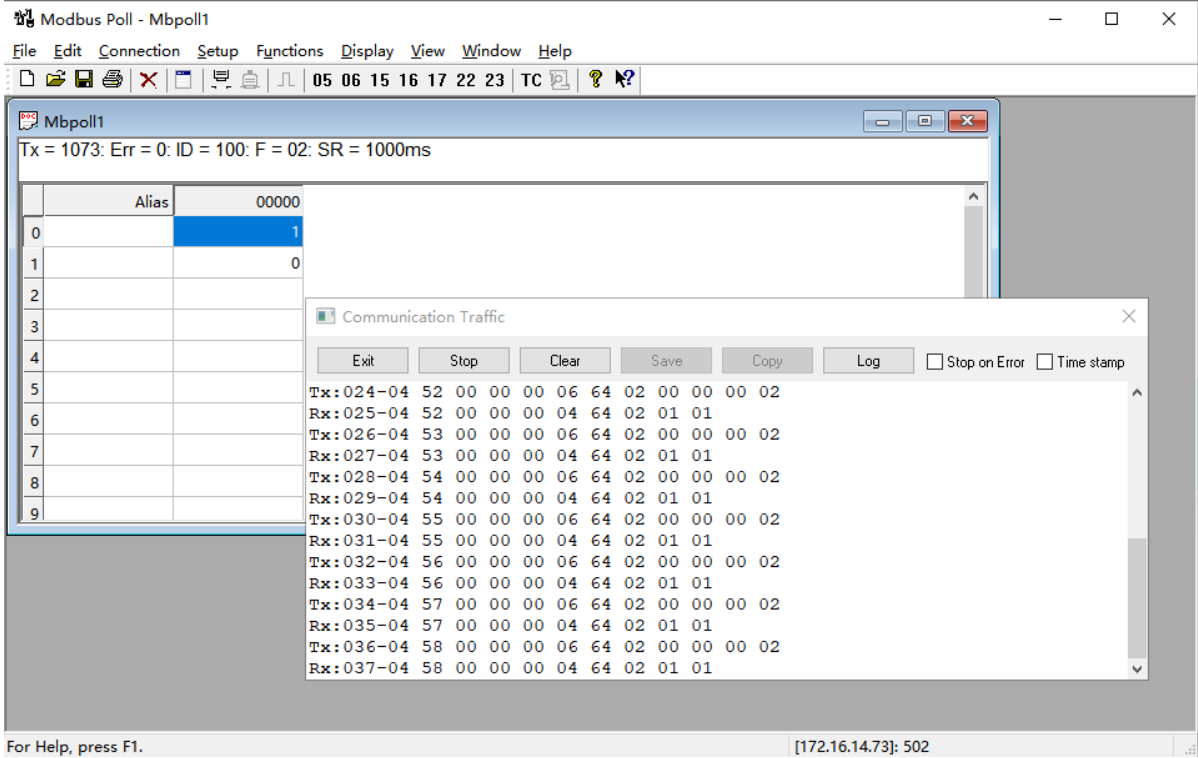 Modbus Poll - Mbpoll1
File Edit Connection Setup Functions Display View Window Help
05 06 15 16 17 22 23 TC
Mbpoll1
Tx = 1073: Err = 0: ID = 100: F = 02: SR = 1000ms
Alias 00000
0 1
1 0
2
3
4
5
6
7
8
9
Communication Traffic
Exit Stop Clear Save Copy Log Stop on Error Time stamp
Tx:024-04 52 00 00 00 06 64 02 00 00 00 02
Rx:025-04 52 00 00 00 04 64 02 01 01
Tx:026-04 53 00 00 00 06 64 02 00 00 00 02
Rx:027-04 53 00 00 00 04 64 02 01 01
Tx:028-04 54 00 00 00 06 64 02 00 00 00 02
Rx:029-04 54 00 00 00 04 64 02 01 01
Tx:030-04 55 00 00 00 06 64 02 00 00 00 02
Rx:031-04 55 00 00 00 04 64 02 01 01
Tx:032-04 56 00 00 00 06 64 02 00 00 00 02
Rx:033-04 56 00 00 00 04 64 02 01 01
Tx:034-04 57 00 00 00 06 64 02 00 00 00 02
Rx:035-04 57 00 00 00 04 64 02 01 01
Tx:036-04 58 00 00 00 06 64 02 00 00 00 02
Rx:037-04 58 00 00 00 04 64 02 01 01
For Help, press F1. [172.16.14.73]: 502